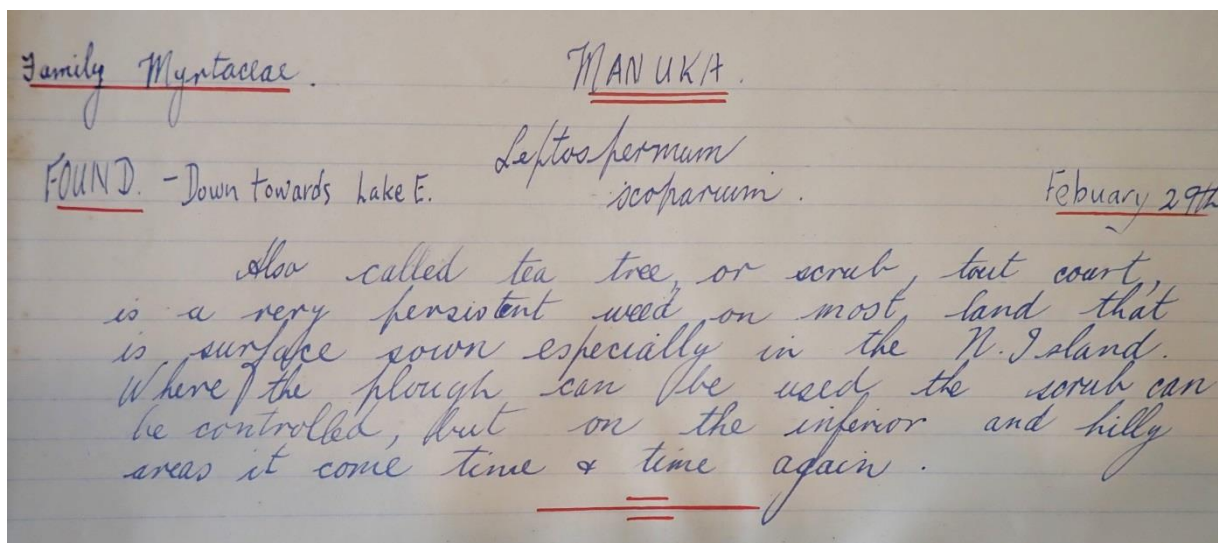 Family Myrtaceae.
MANUKA.
Leptospermum
scoparium.
FOUND. - Down towards Lake E.
Febuary 29th
Also called tea tree, or scrub, tout court,
is a very persistent weed on most land that
is surface sown especially in the N. Island.
Where the plough can be used the scrub can
be controlled, but on the inferior and hilly
areas it come time & time again.